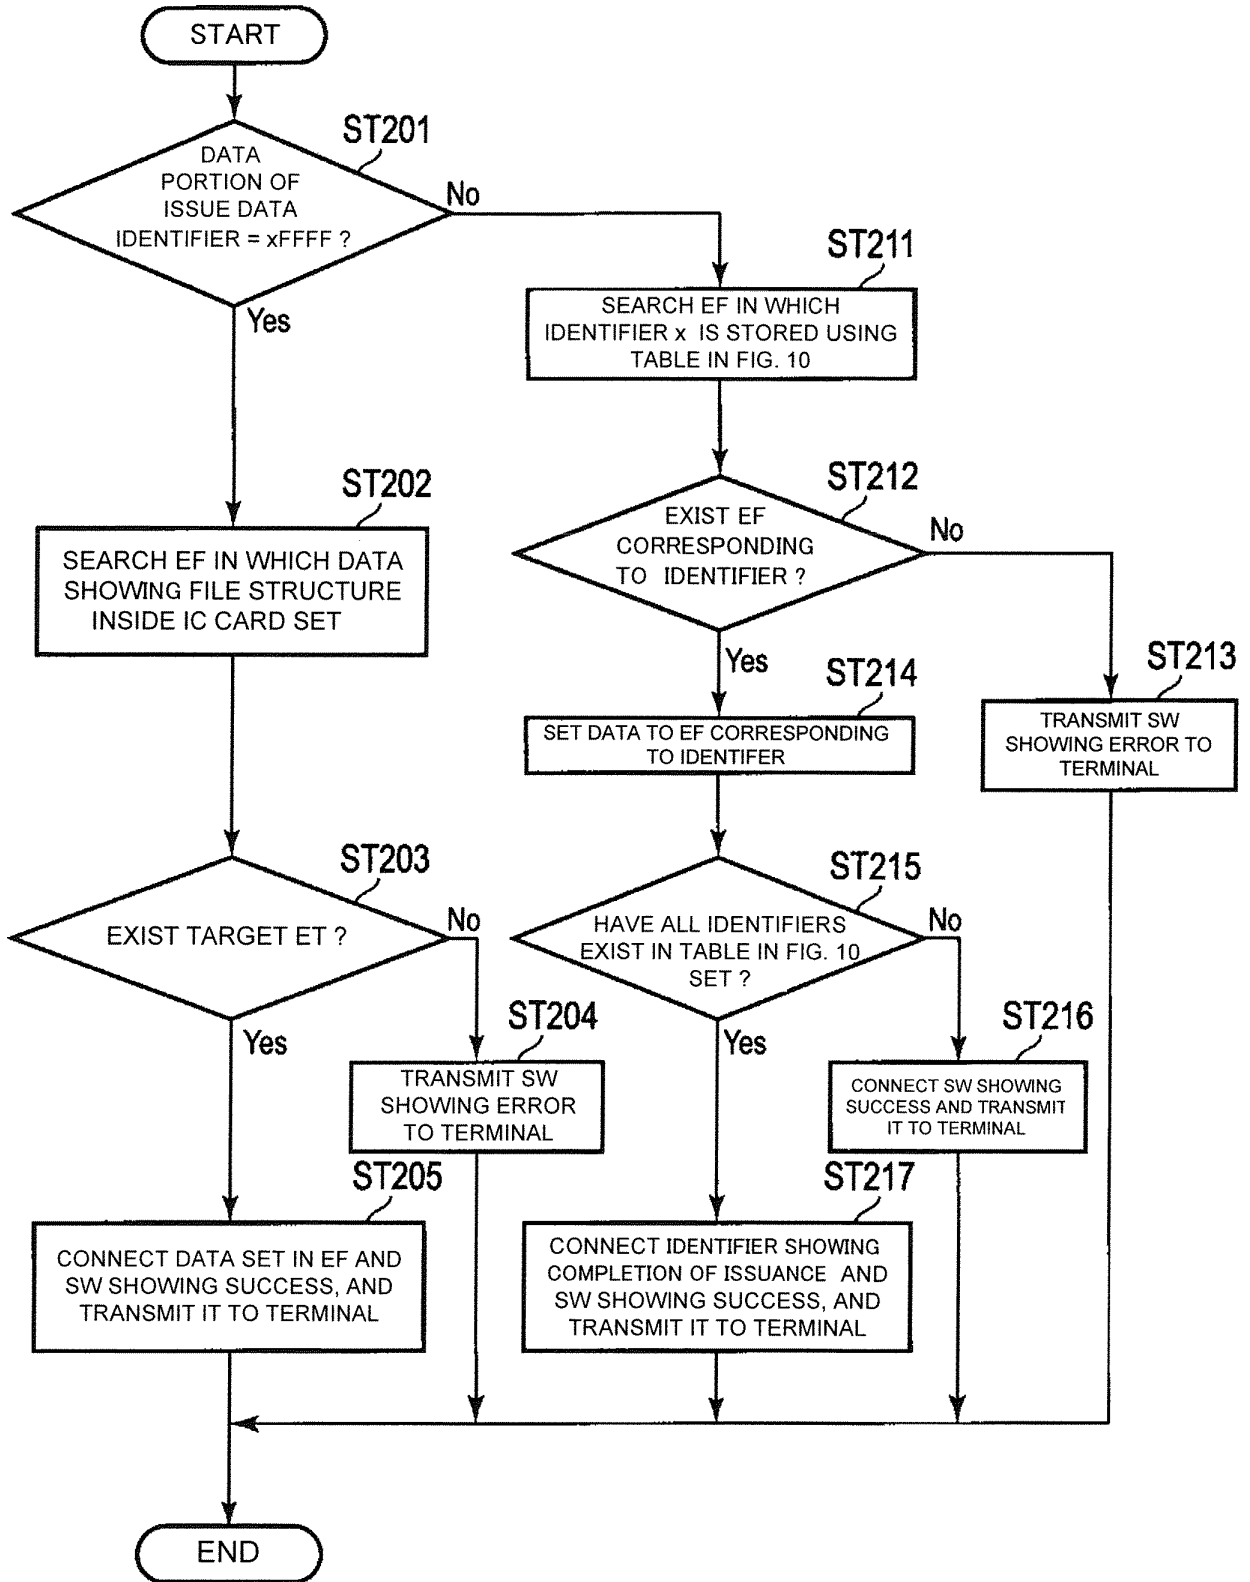 START
ST201
DATA
PORTION OF
ISSUE DATA
IDENTIFIER = xFFFF ?
No
Yes
ST211
SEARCH EF IN WHICH
IDENTIFIER x IS STORED USING
TABLE IN FIG. 10
ST202
SEARCH EF IN WHICH DATA
SHOWING FILE STRUCTURE
INSIDE IC CARD SET
ST212
EXIST EF
CORRESPONDING
TO IDENTIFIER ?
No
Yes
ST213
TRANSMIT SW
SHOWING ERROR TO
TERMINAL
ST214
SET DATA TO EF CORRESPONDING
TO IDENTIFER
ST203
EXIST TARGET ET ?
No
Yes
ST215
HAVE ALL IDENTIFIERS
EXIST IN TABLE IN FIG. 10
SET ?
No
Yes
ST204
TRANSMIT SW
SHOWING ERROR
TO TERMINAL
ST216
CONNECT SW SHOWING
SUCCESS AND TRANSMIT
IT TO TERMINAL
ST205
CONNECT DATA SET IN EF AND
SW SHOWING SUCCESS, AND
TRANSMIT IT TO TERMINAL
ST217
CONNECT IDENTIFIER SHOWING
COMPLETION OF ISSUANCE AND
SW SHOWING SUCCESS, AND
TRANSMIT IT TO TERMINAL
END